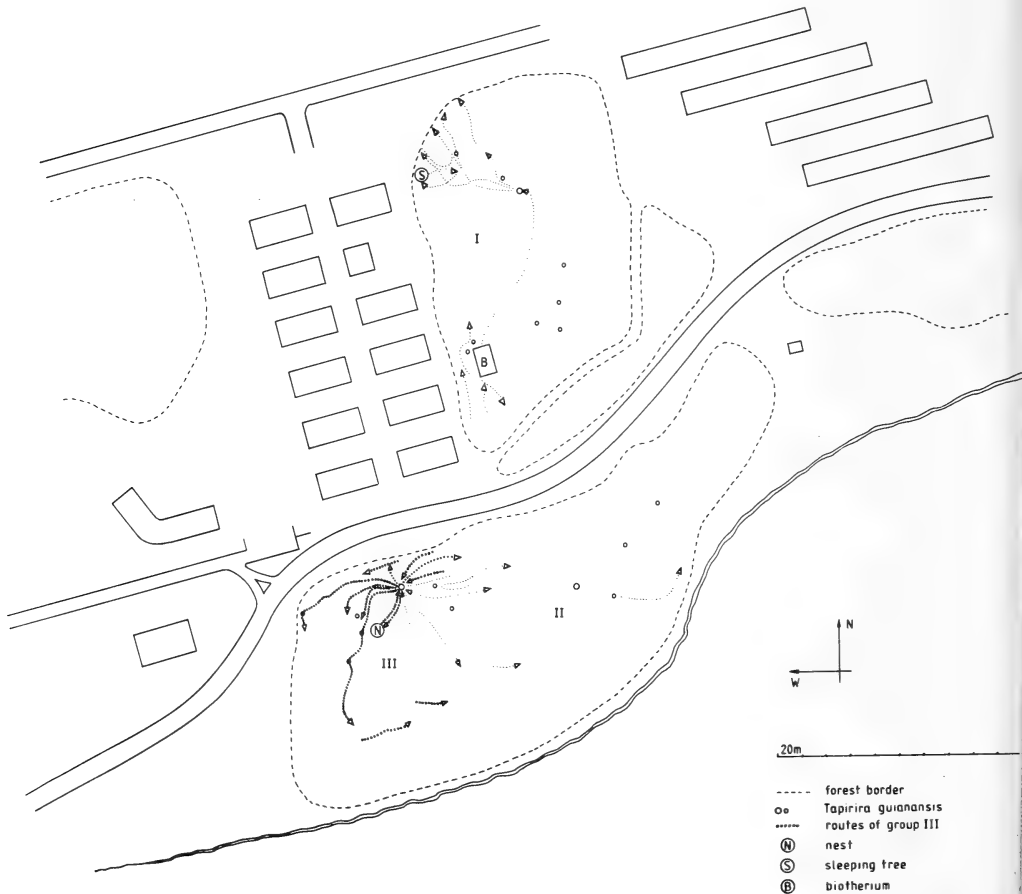 S
I
B
II
N
III
N
W
20m
forest border
Tapirira guianansis
routes of group III
N nest
S sleeping tree
B biotherium